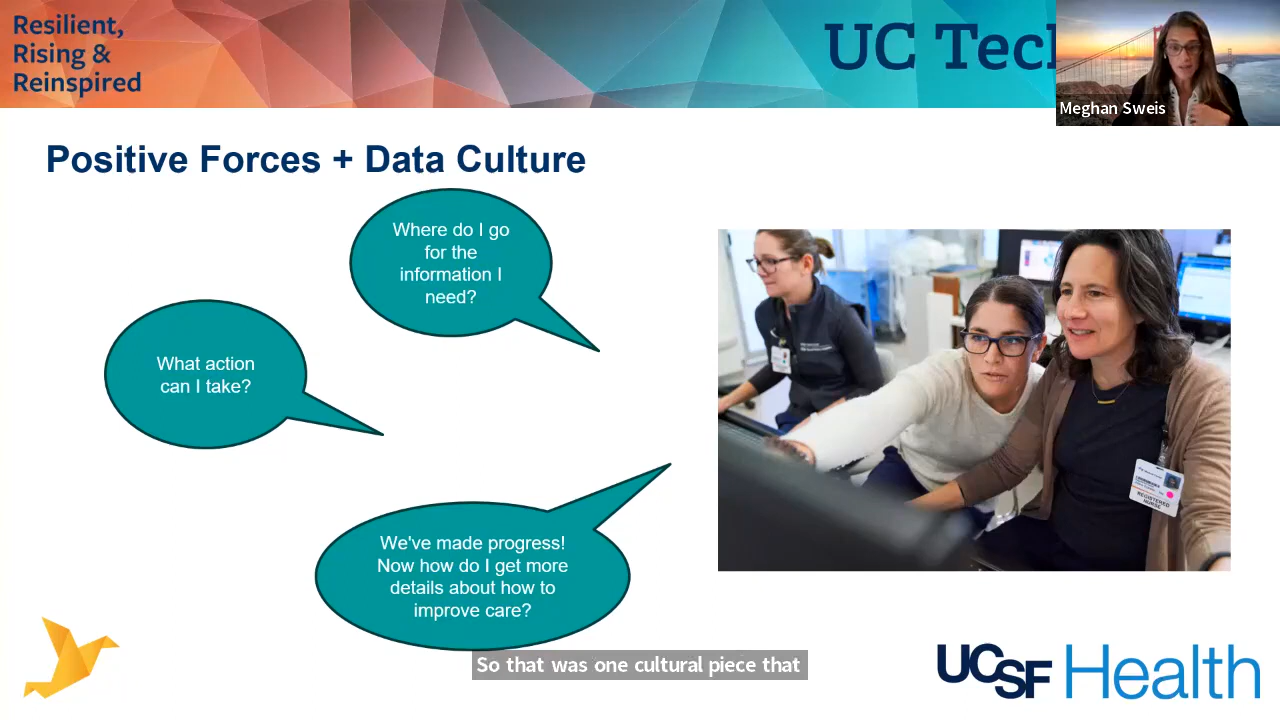 Resilient,
Rising &
Reinspired
UC Tec
Meghan Sweis
Positive Forces + Data Culture
Where do I go
for the
information I
need?
What action
can I take?
We've made progress!
Now how do I get more
details about how to
improve care?
REGISTERED
NURSE
So that was one cultural piece that
UCSF Health